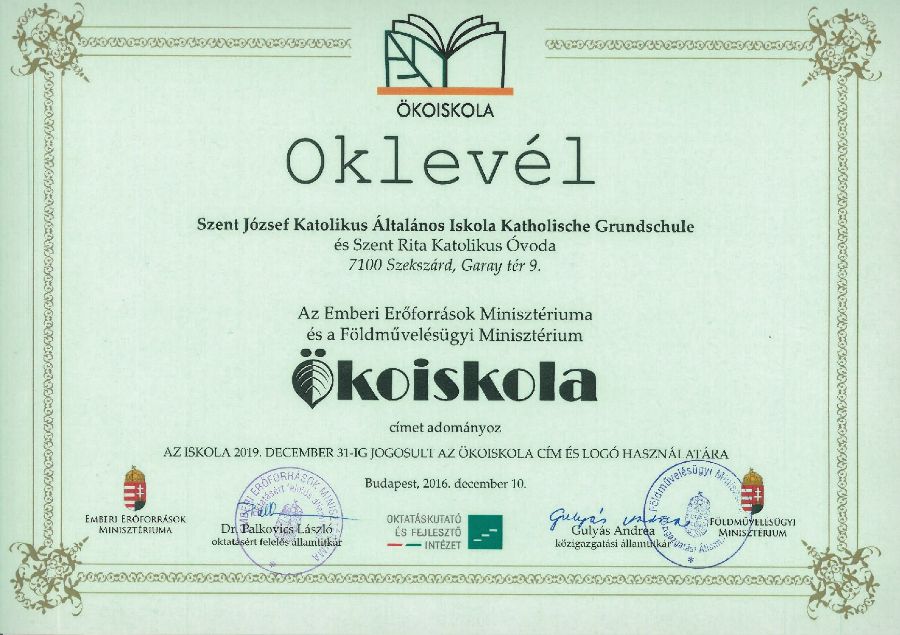 ÖKOISKOLA
Oklevél
Szent József Katolikus Általános Iskola Katholische Grundschule
és Szent Rita Katolikus Óvoda
7100 Szekszárd, Garay tér 9.
Az Emberi Erőforrások Minisztériuma
és a Földművelésügyi Minisztérium
Ökoiskola
címet adományoz
AZ ISKOLA 2019. DECEMBER 31-IG JOGOSULT AZ ÖKOISKOLA CÍM ÉS LOGÓ HASZNÁLATÁRA
Budapest, 2016. december 10.
EMBERI ERŐFORRÁSOK
MINISZTÉRIUMA
Dr. Palkovics László
oktatásért felelős államtitkár
OKTATÁSKUTATÓ
ÉS FEJLESZTŐ
INTÉZET
Gulyás Andrea
Gulyás Andrea
közigazgatási államtitkár
FÖLDMŰVELÉSÜGYI
MINISZTÉRIUM